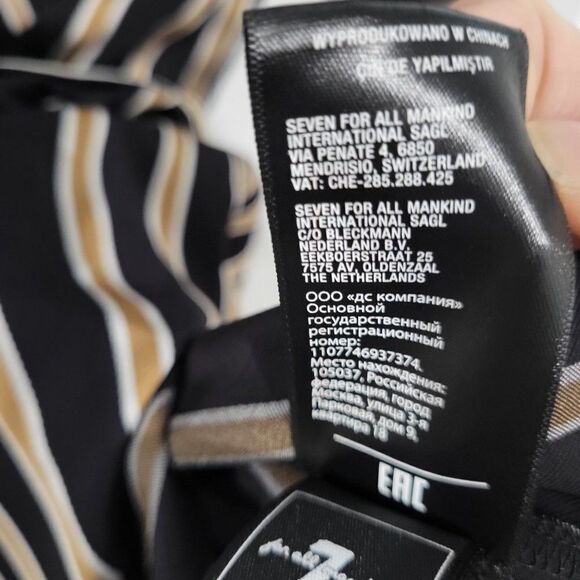 WYPRODUKOWANO W CHINACH
ÇİN'DE YAPILMIŞTIR
SEVEN FOR ALL MANKIND
INTERNATIONAL SAGL
VIA PENATE 4, 6850
MENDRISIO, SWITZERLAND
VAT: CHE-285.288.425
SEVEN FOR ALL MANKIND
INTERNATIONAL SAGL
C/O BLECKMANN
NEDERLAND B.V.
EEKBOERSTRAAT 25
7575 AV, OLDENZAAL
THE NETHERLANDS
ООО «ДС КОМПАНИЯ»
Основной
государственный
регистрационный
номер:
1107746937374,
Место нахождения:
105037, Российская
федерация, город
Москва, улица 3-я
Парковая, дом 9,
квартира 18
EAC
7